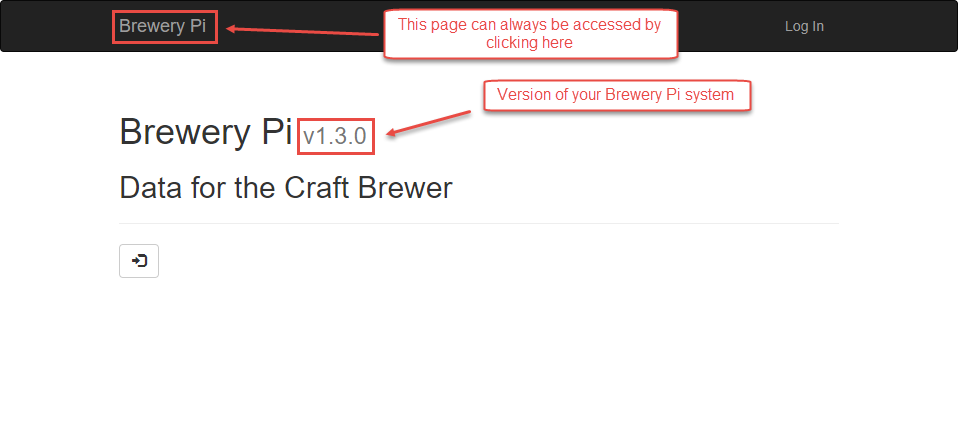 Brewery Pi
This page can always be accessed by
clicking here
Log In
Version of your Brewery Pi system
Brewery Pi v1.3.0
Data for the Craft Brewer